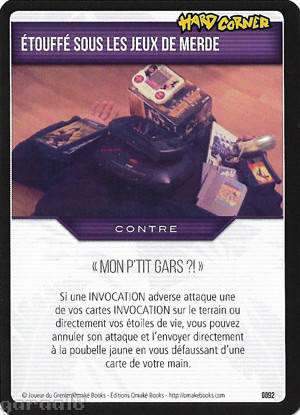 HARD CORNER
ÉTOUFFÉ SOUS LES JEUX DE MERDE
CONTRE
« MON P'TIT GARS ?! »
Si une INVOCATION adverse attaque une
de vos cartes INVOCATION sur le terrain ou
directement vos étoiles de vie, vous pouvez
annuler son attaque et l'envoyer directement
à la poubelle jaune en vous défaussant d'une
carte de votre main.
© Joueur du Grenier/Omaké Books - Éditions Omaké Books - http://omakebooks.com/
0092